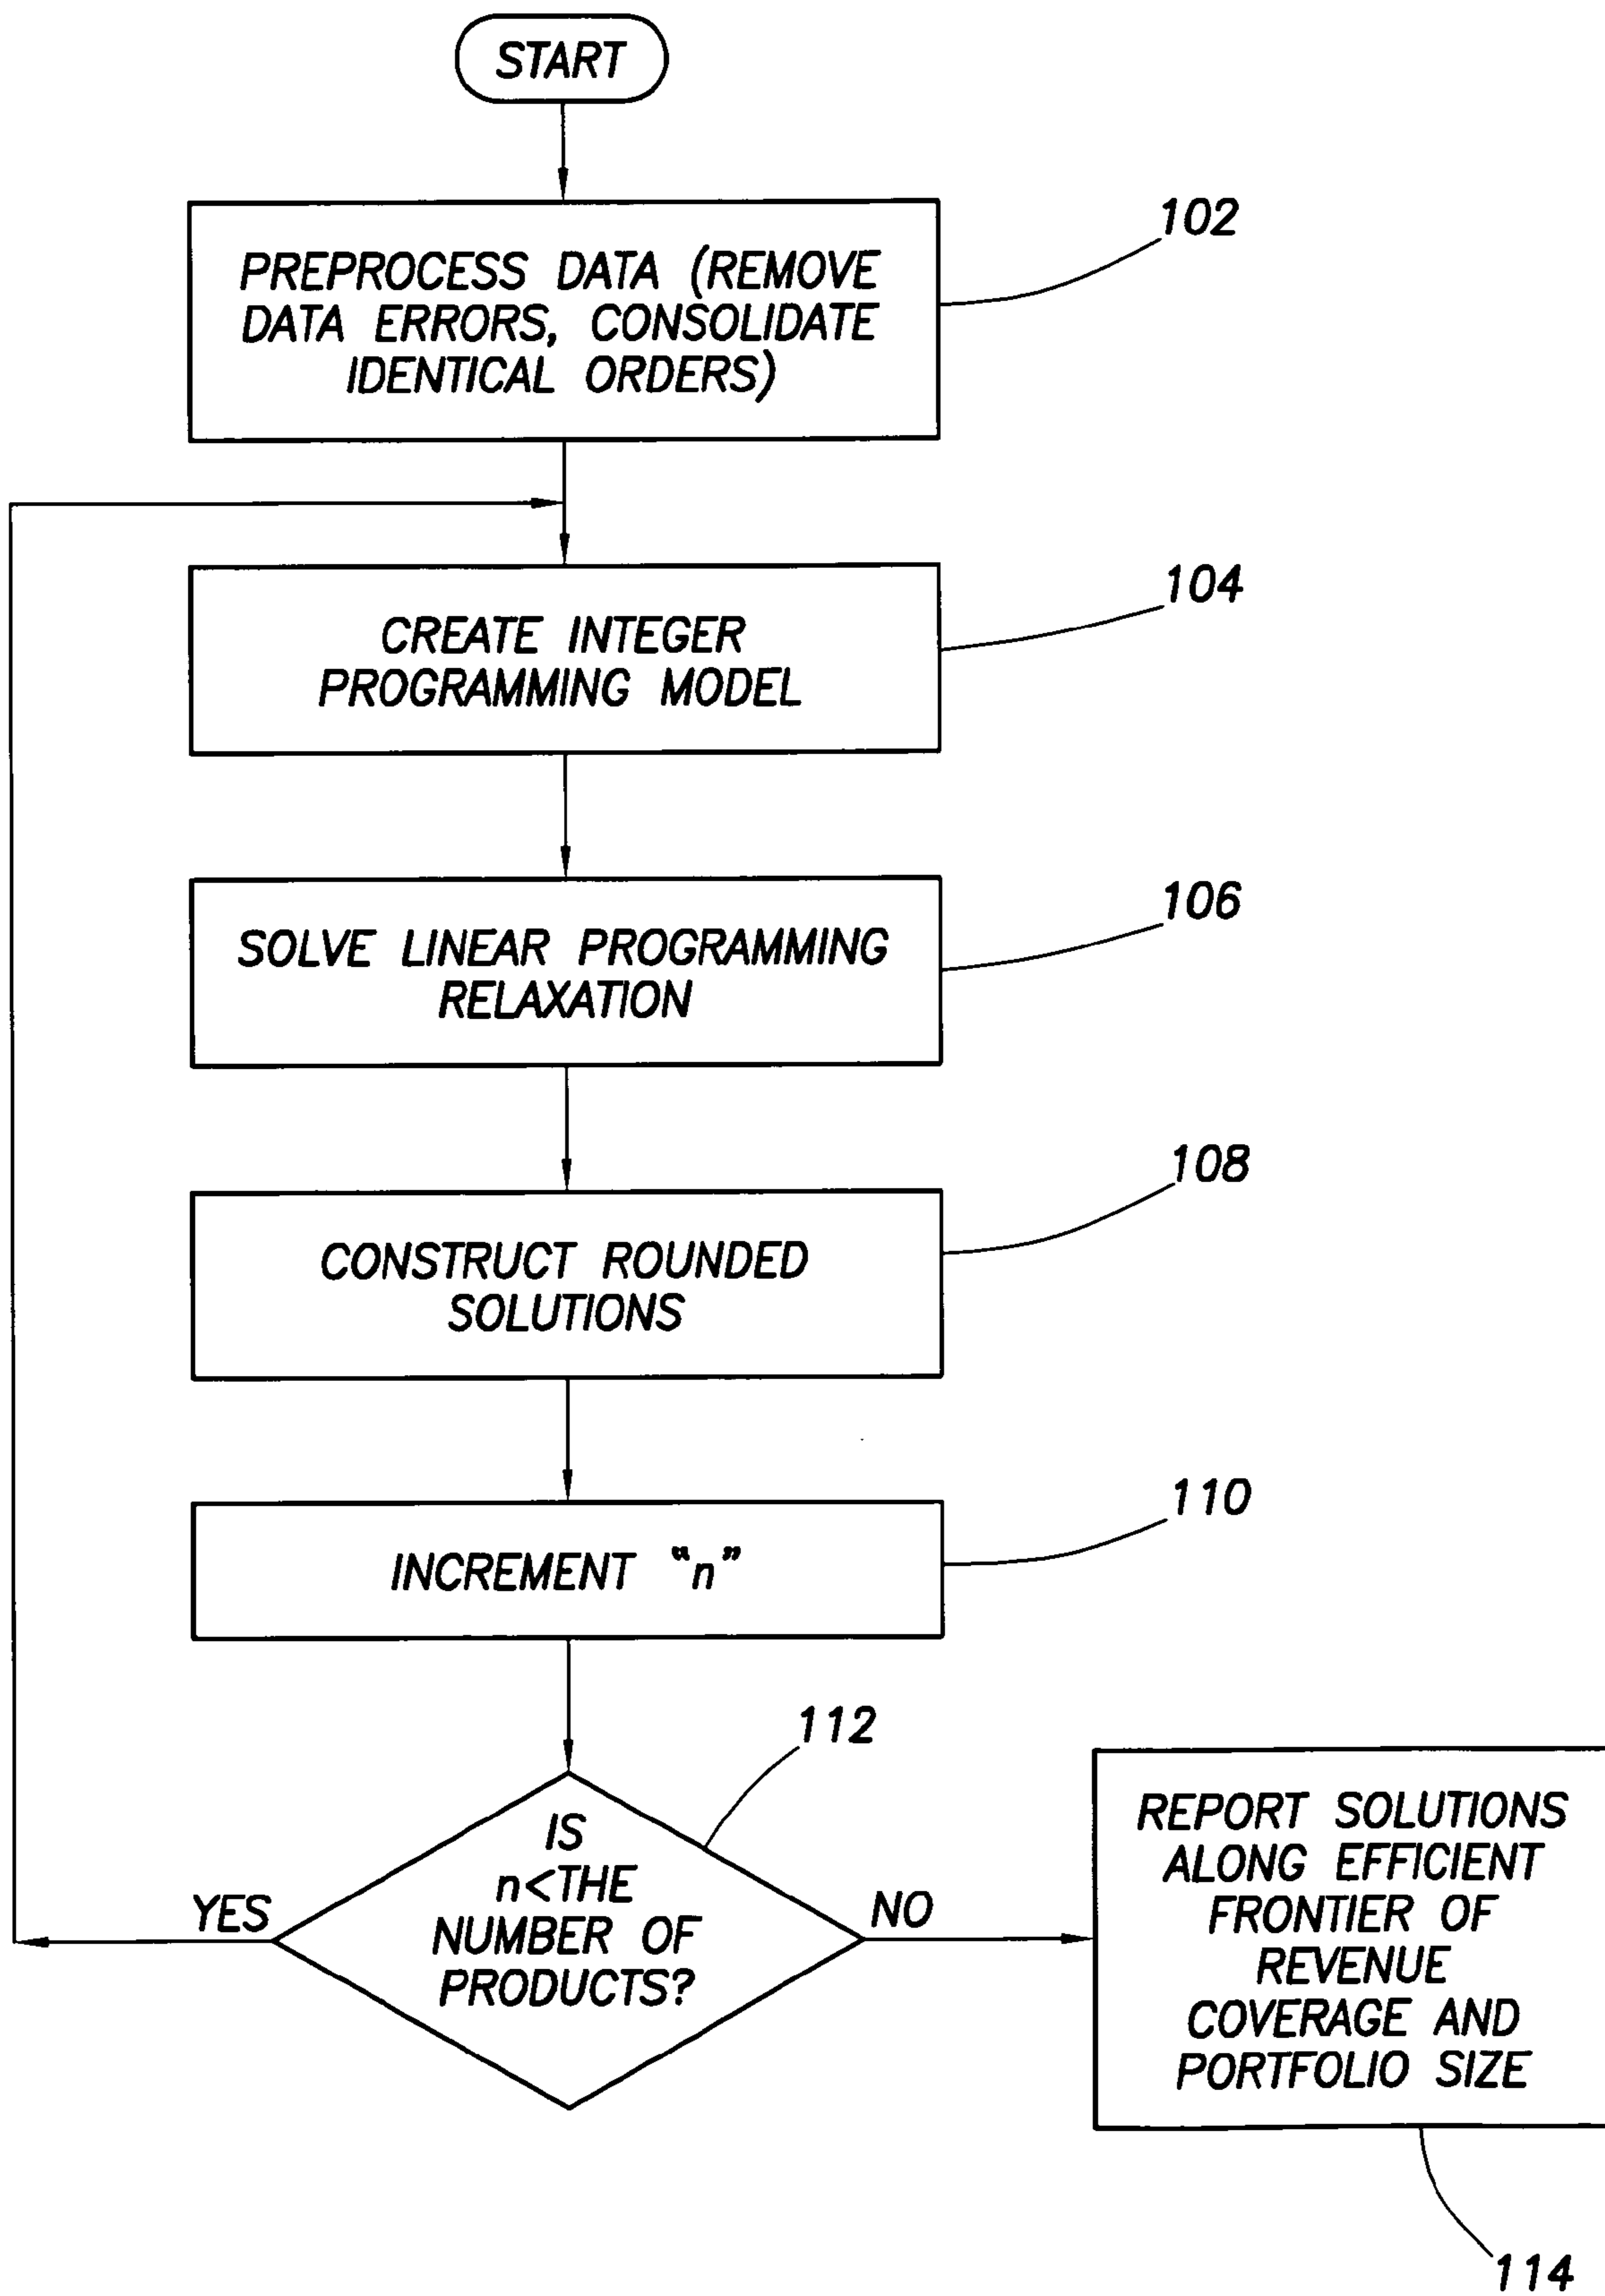 START
102
PREPROCESS DATA (REMOVE
DATA ERRORS, CONSOLIDATE
IDENTICAL ORDERS)
104
CREATE INTEGER
PROGRAMMING MODEL
106
SOLVE LINEAR PROGRAMMING
RELAXATION
108
CONSTRUCT ROUNDED
SOLUTIONS
110
INCREMENT “n”
112
IS
n<THE
NUMBER OF
PRODUCTS?
YES
NO
REPORT SOLUTIONS
ALONG EFFICIENT
FRONTIER OF
REVENUE
COVERAGE AND
PORTFOLIO SIZE
114